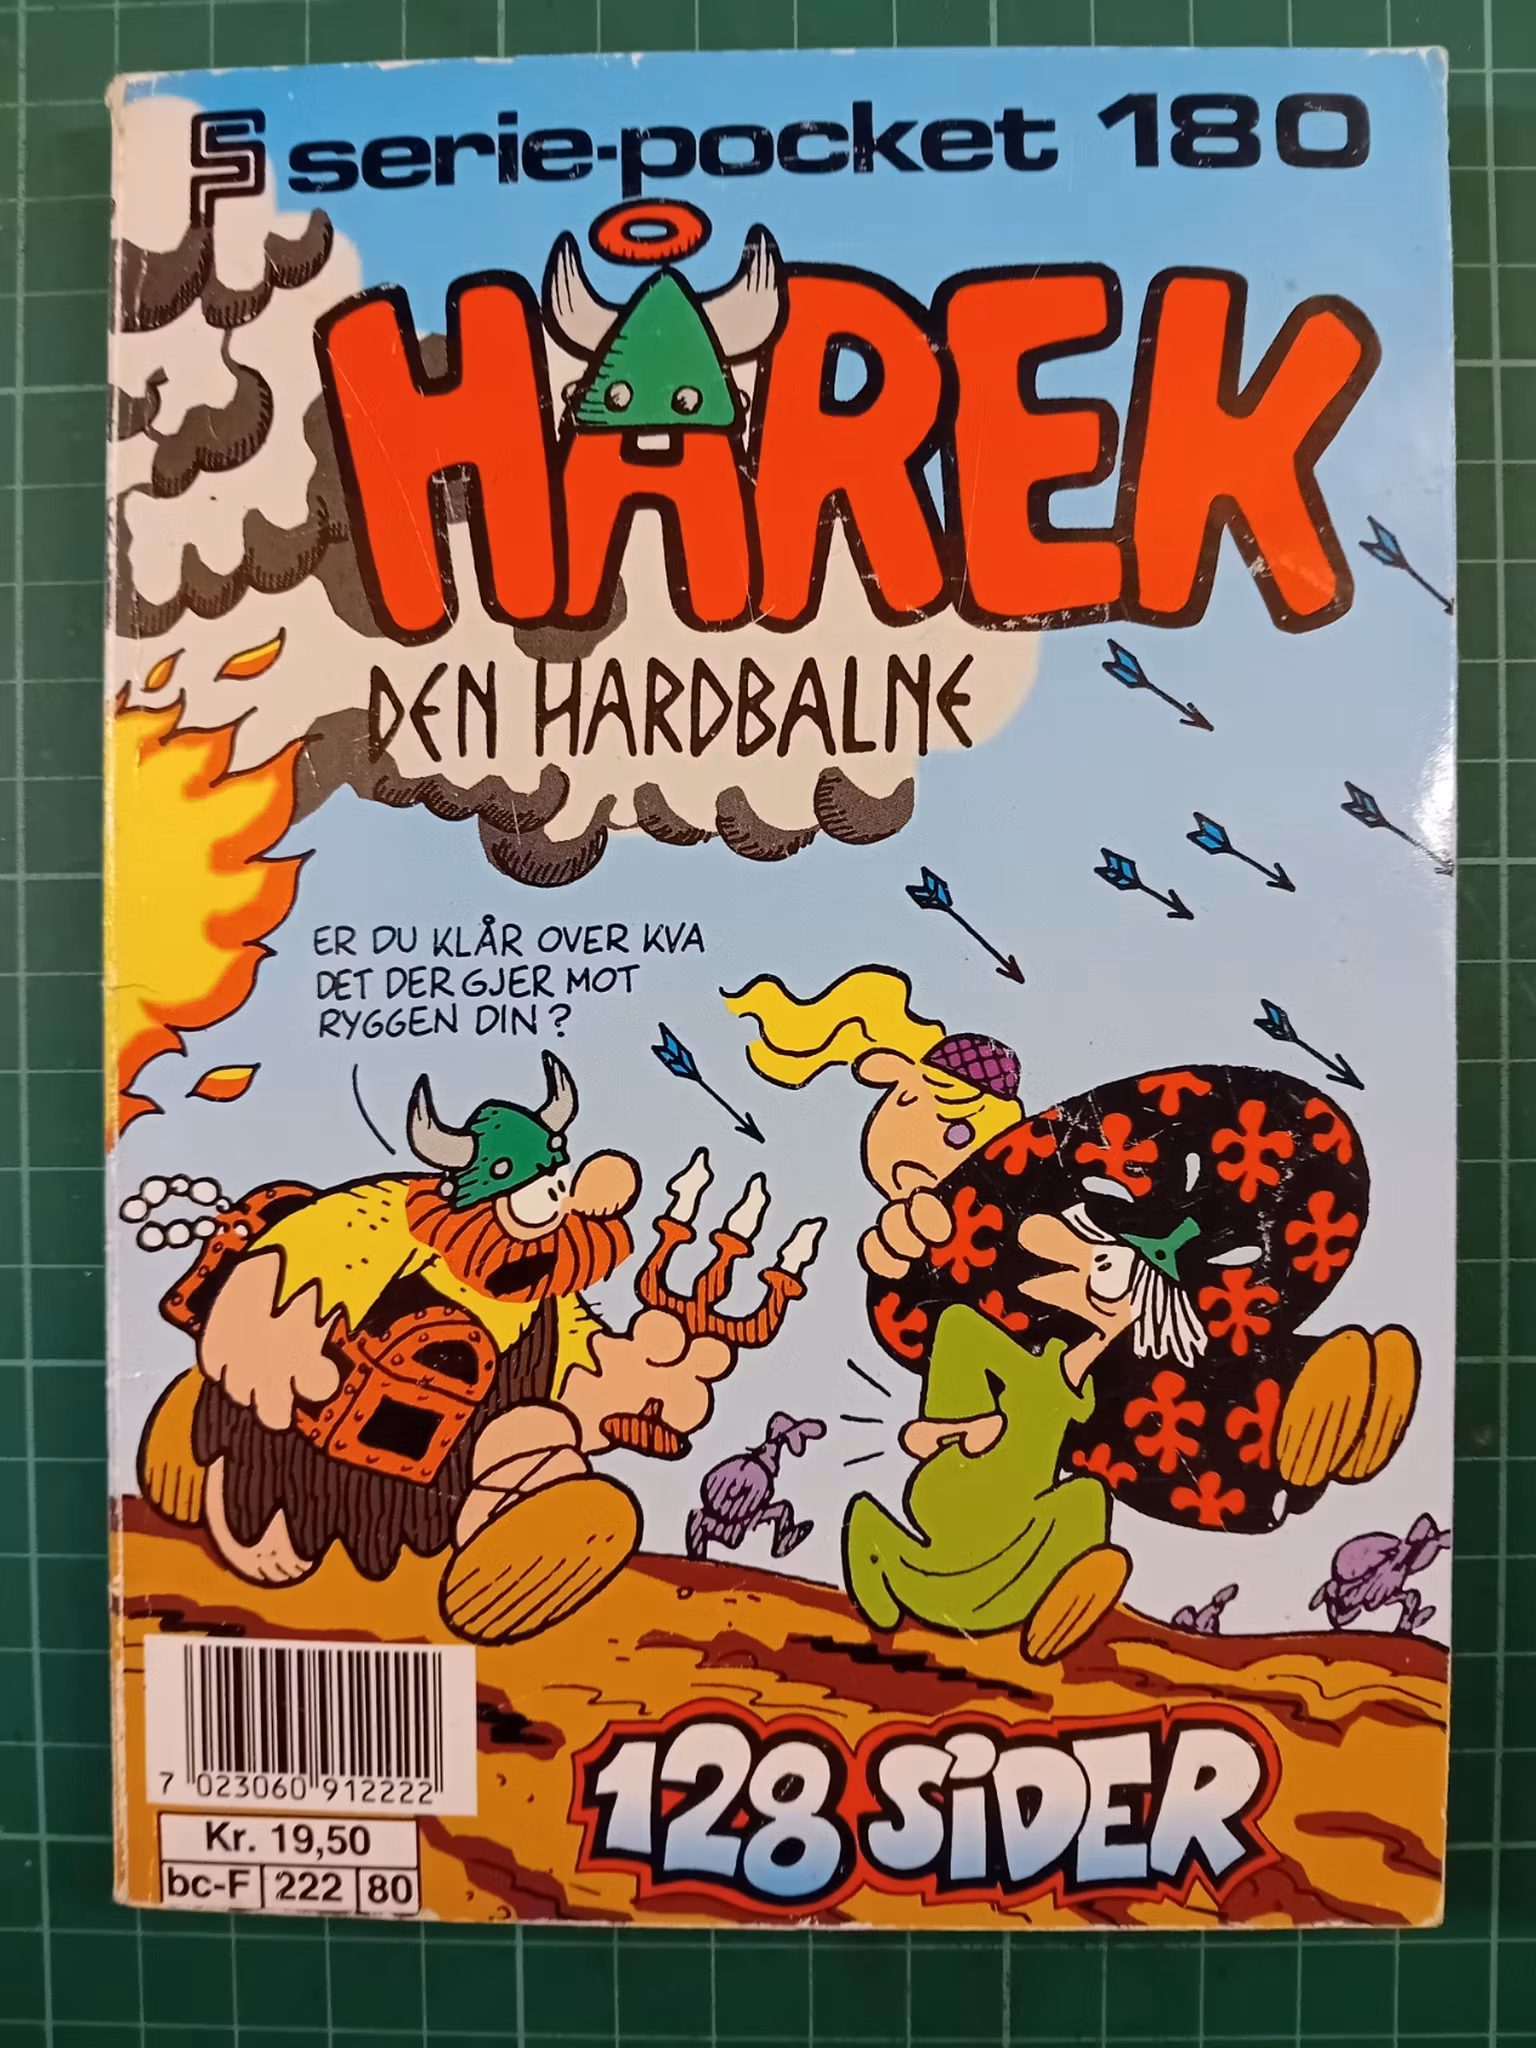 serie-pocket 180
HÅREK
DEN HARDBALNE
ER DU KLÅR OVER KVA
DET DER GJER MOT
RYGGEN DIN?
7 023060 912222
Kr. 19,50
bc-F 222 80
128 SiDER